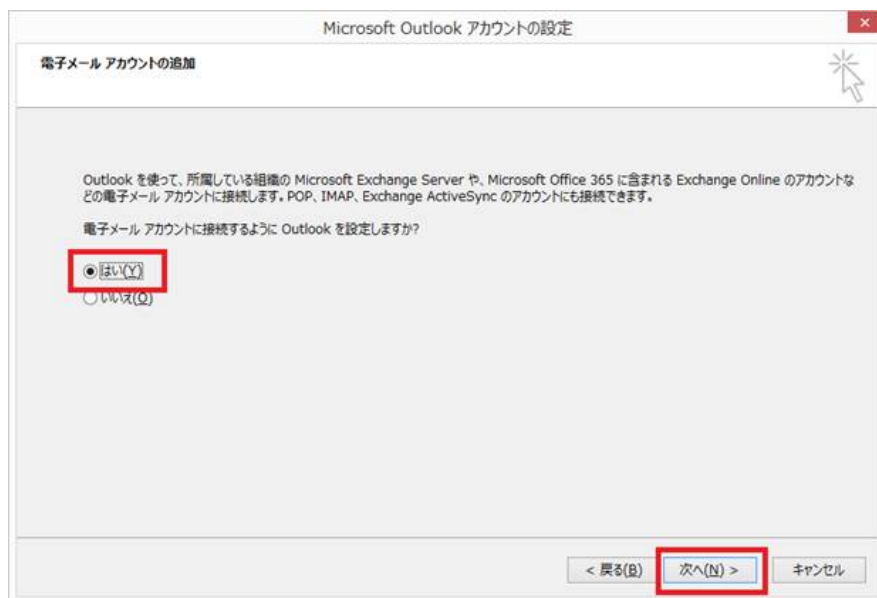 Microsoft Outlook アカウントの設定
電子メール アカウントの追加
Outlook を使って、所属している組織の Microsoft Exchange Server や、Microsoft Office 365 に含まれる Exchange Online のアカウントな
どの電子メール アカウントに接続します。POP、IMAP、Exchange ActiveSync のアカウントにも接続できます。
電子メール アカウントに接続するように Outlook を設定しますか?
はい(Y)
いいえ(O)
< 戻る(B) 次へ(N) > キャンセル